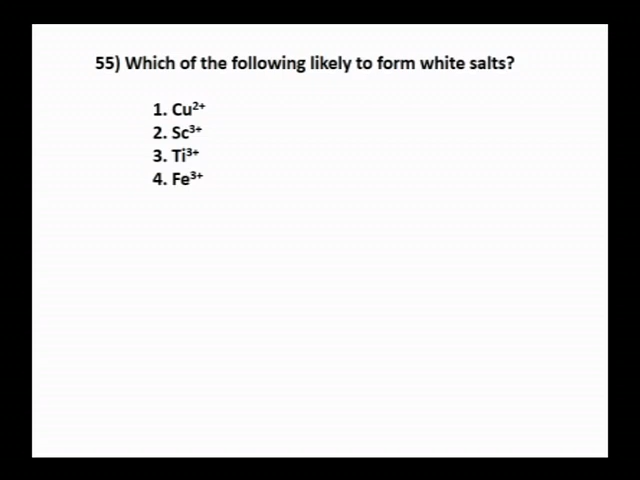 55) Which of the following likely to form white salts?
1. Cu²⁺
2. Sc³⁺
3. Ti³⁺
4. Fe³⁺